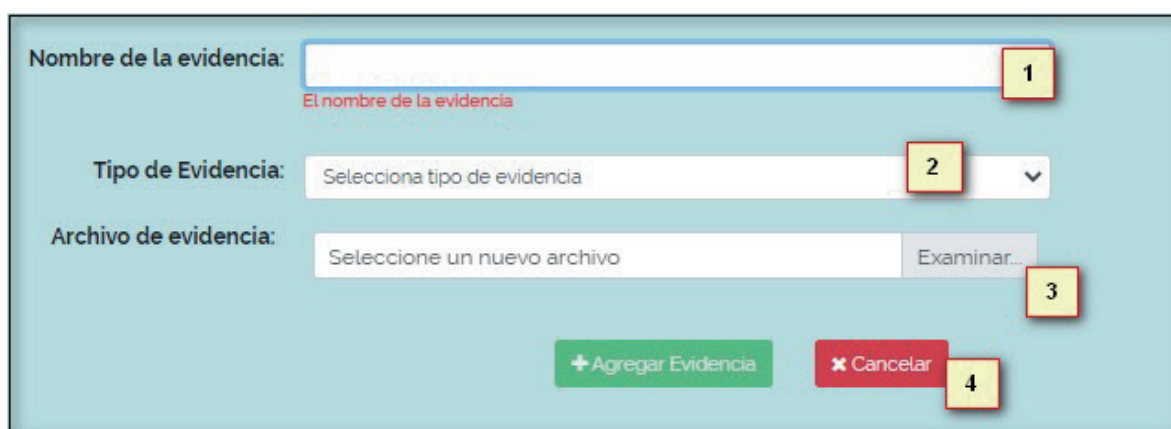 Nombre de la evidencia:
1
El nombre de la evidencia
Tipo de Evidencia:
Selecciona tipo de evidencia
2
Archivo de evidencia:
Seleccione un nuevo archivo
Examinar...
3
+Agregar Evidencia
× Cancelar
4